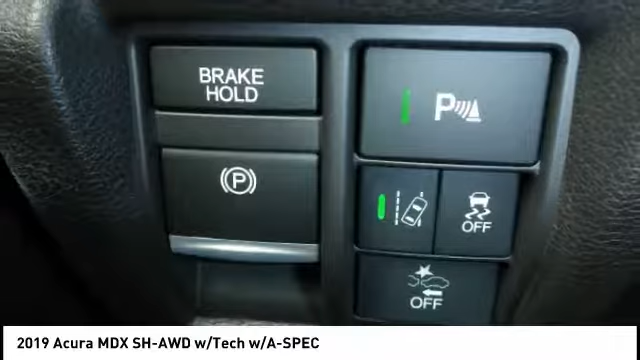 BRAKE
HOLD
P
P
OFF
OFF
2019 Acura MDX SH-AWD w/Tech w/A-SPEC